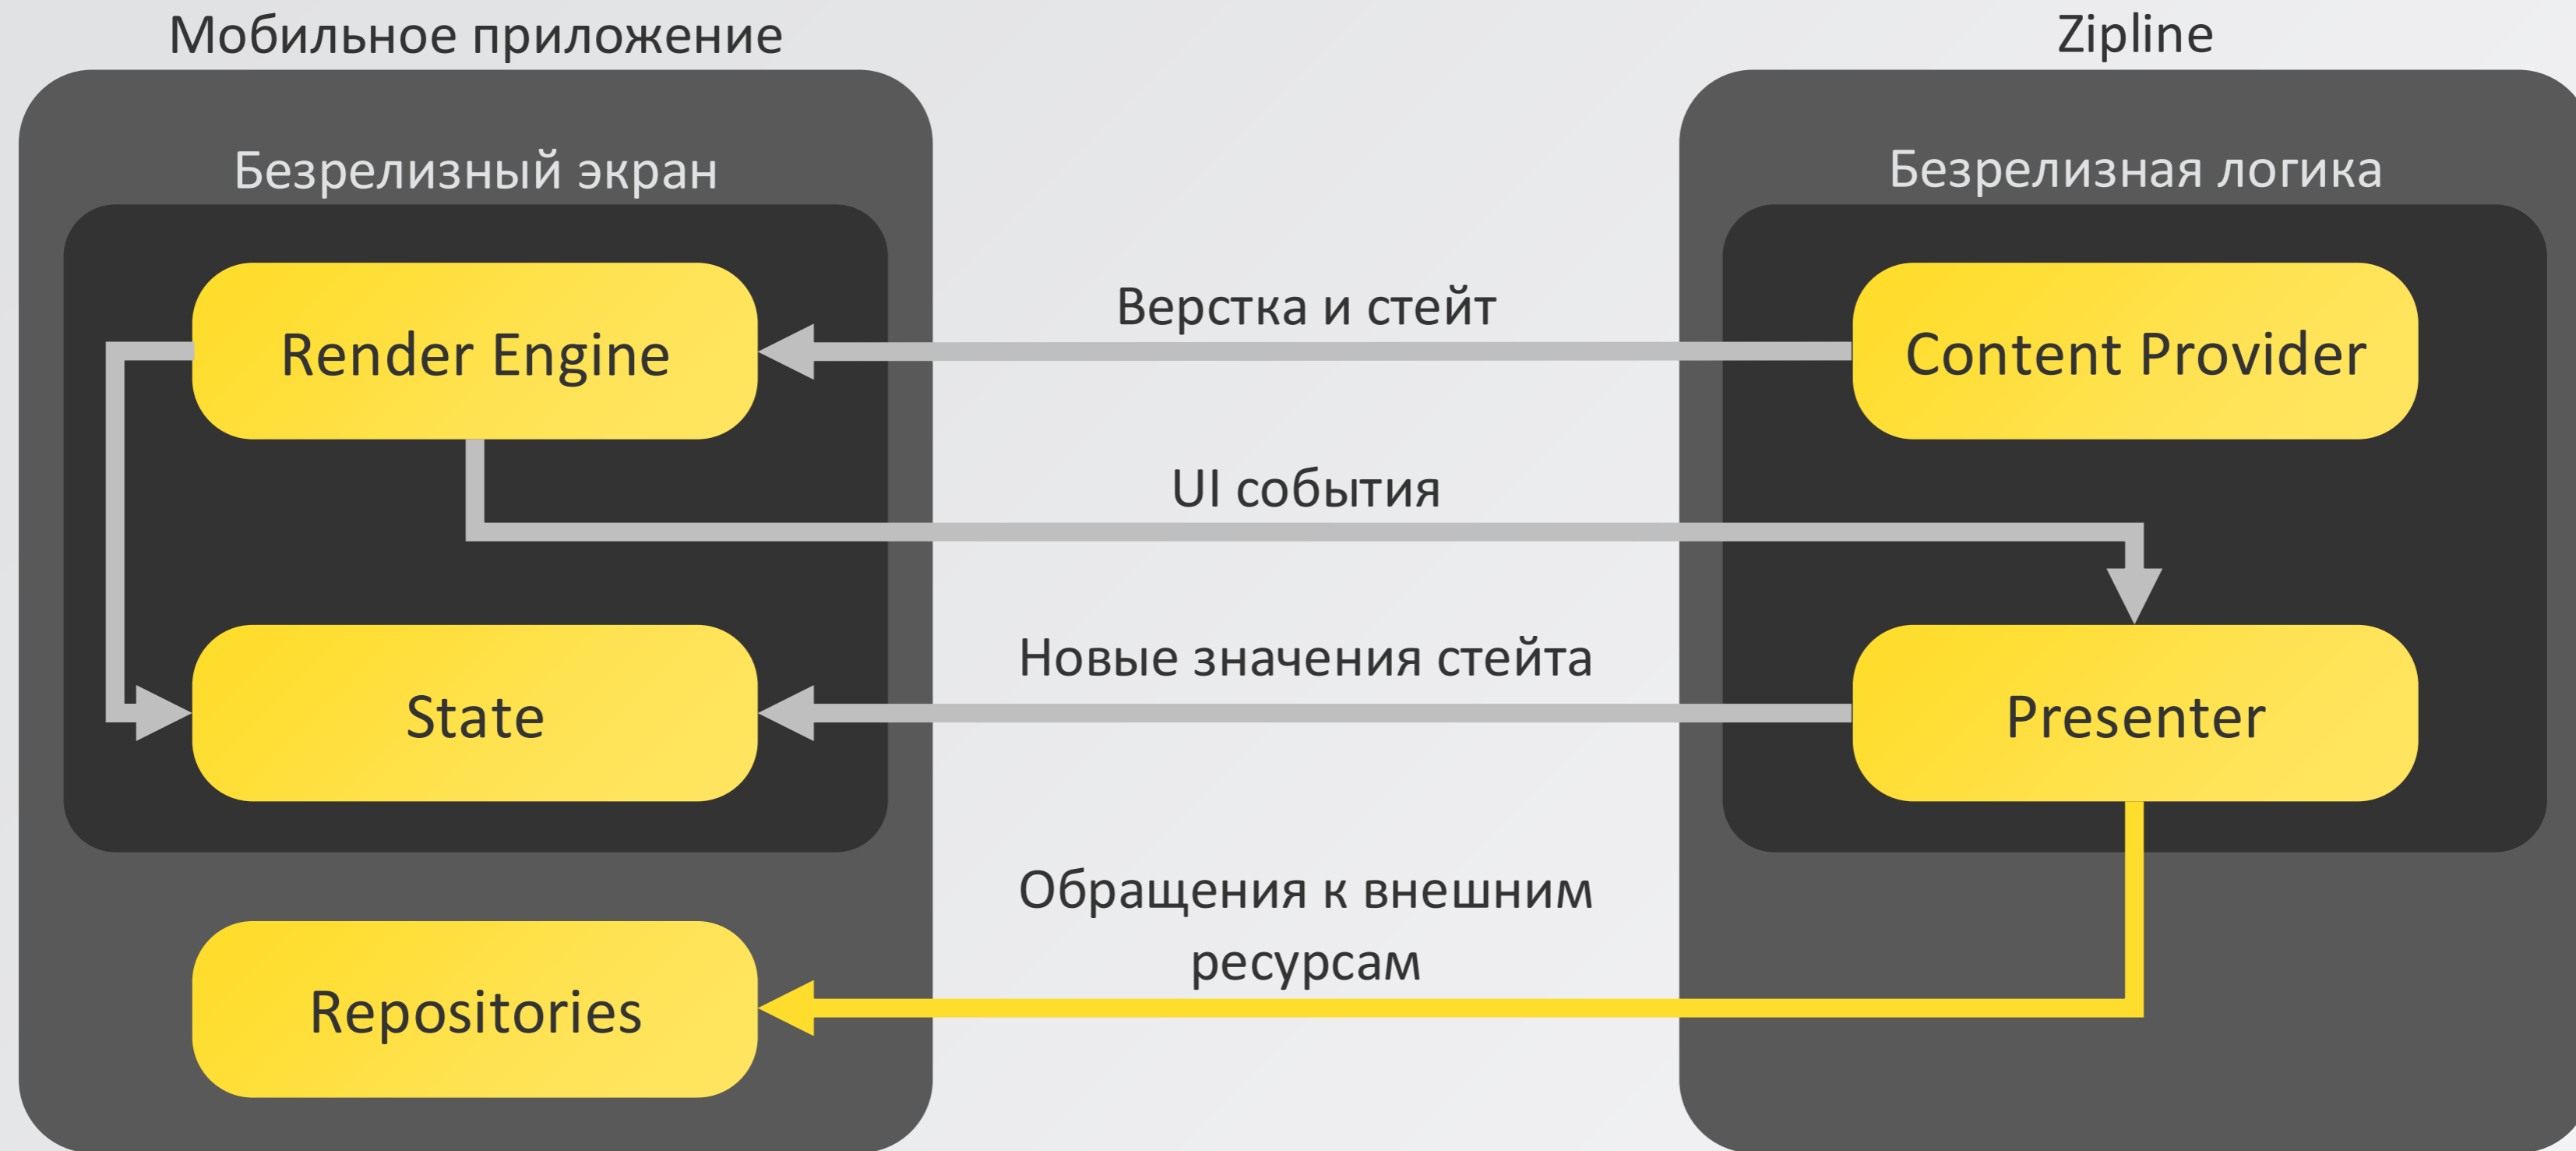 Мобильное приложение
Zipline
Безрелизный экран
Безрелизная логика
Render Engine
Верстка и стейт
Content Provider
UI события
State
Новые значения стейта
Presenter
Обращения к внешним
ресурсам
Repositories